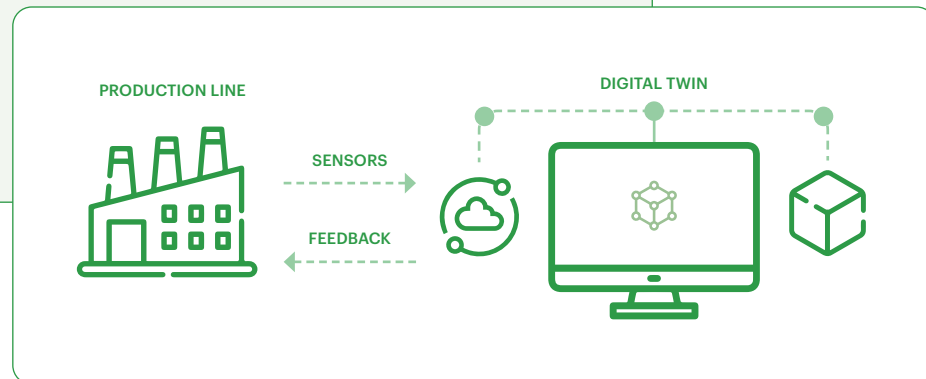 PRODUCTION LINE
DIGITAL TWIN
SENSORS
FEEDBACK